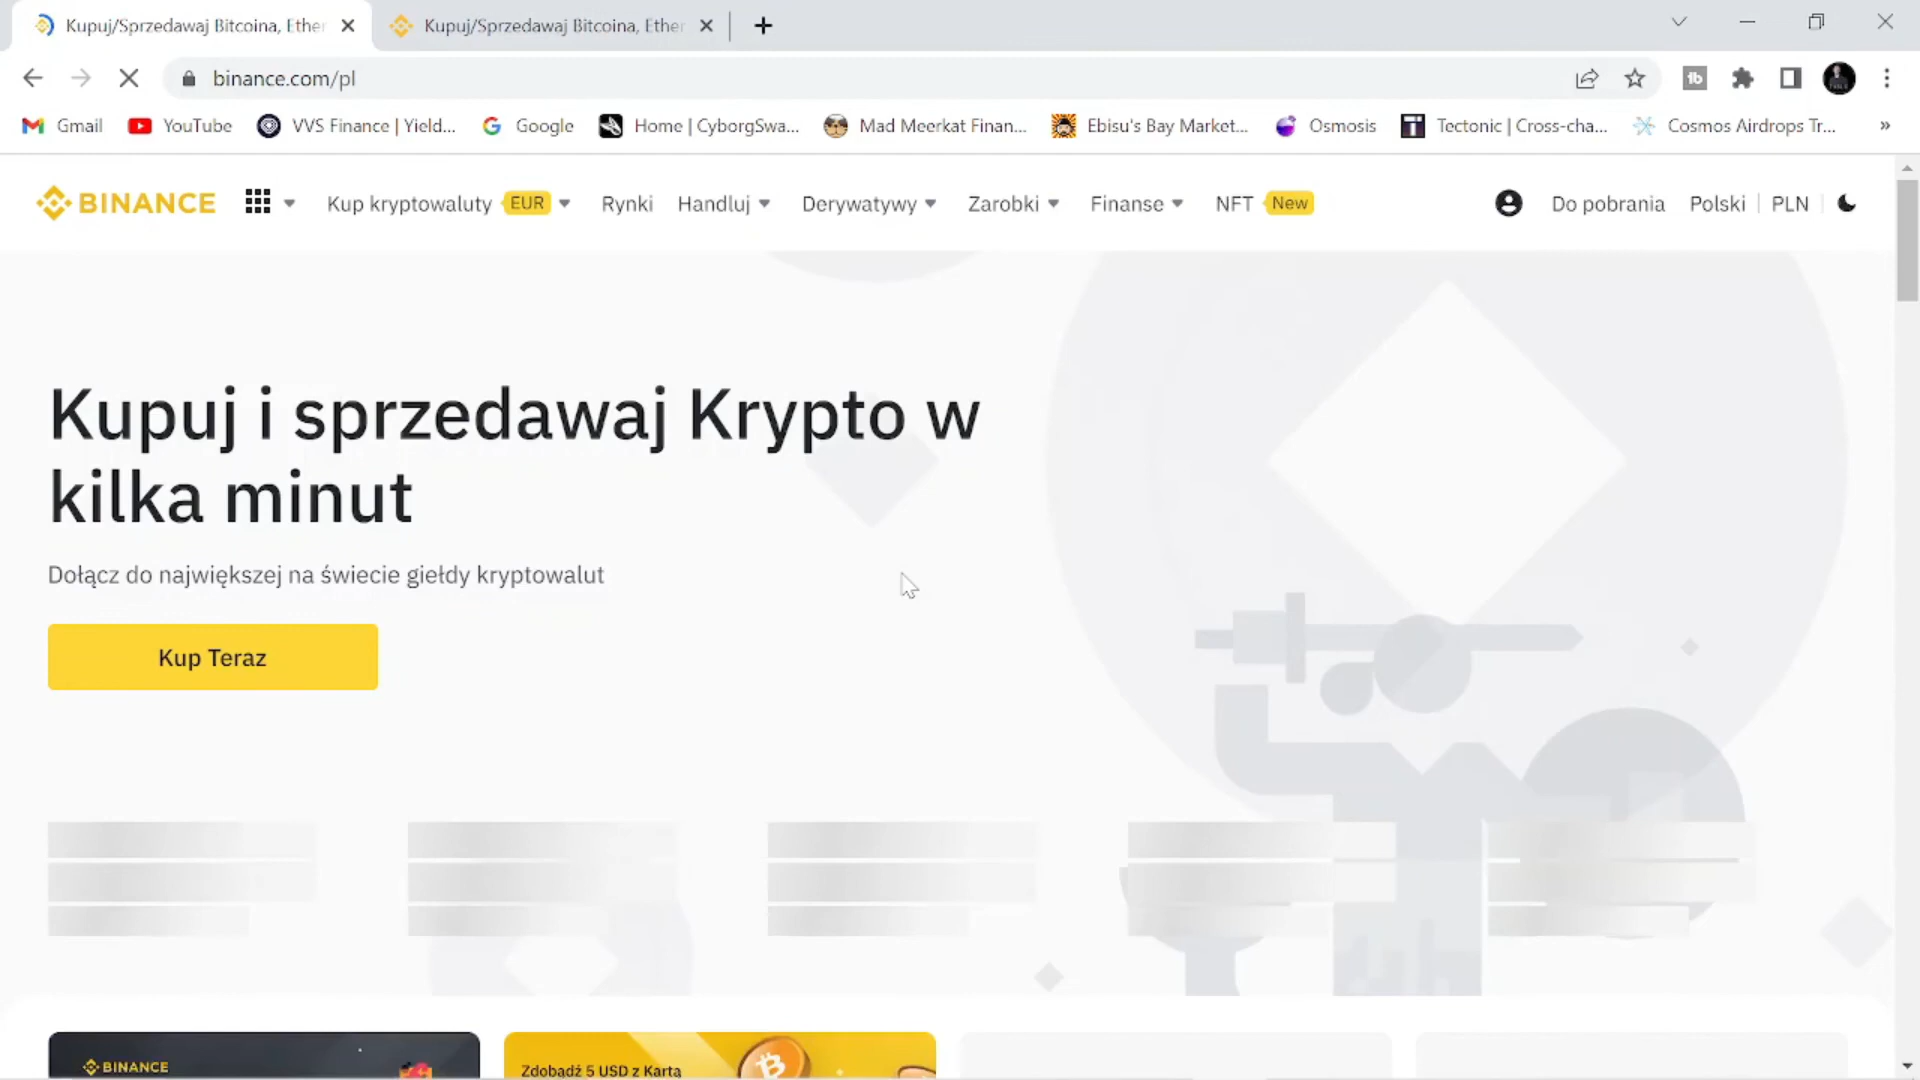 Kupuj/Sprzedawaj Bitcoina, Ether
Kupuj/Sprzedawaj Bitcoina, Ether
binance.com/pl
Gmail
YouTube
VVS Finance | Yield...
Google
Home | CyborgSwa...
Mad Meerkat Finan...
Ebisu's Bay Market...
Osmosis
Tectonic | Cross-cha...
Cosmos Airdrops Tr...
BINANCE
Kup kryptowaluty EUR
Rynki
Handluj
Derywatywy
Zarobki
Finanse
NFT New
Do pobrania
Polski | PLN
Kupuj i sprzedawaj Krypto w
kilka minut
Dołącz do największej na świecie giełdy kryptowalut
Kup Teraz
BINANCE
Zdobądź 5 USD z Kartą